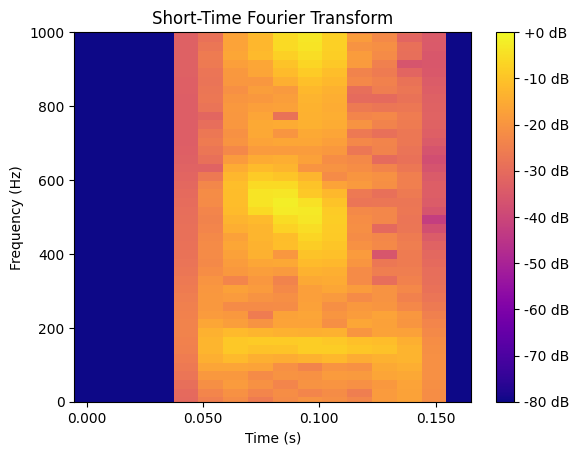 Short-Time Fourier Transform
1000
800
600
400
200
0
Frequency (Hz)
0.000
0.050
0.100
0.150
Time (s)
+0 dB
-10 dB
-20 dB
-30 dB
-40 dB
-50 dB
-60 dB
-70 dB
-80 dB